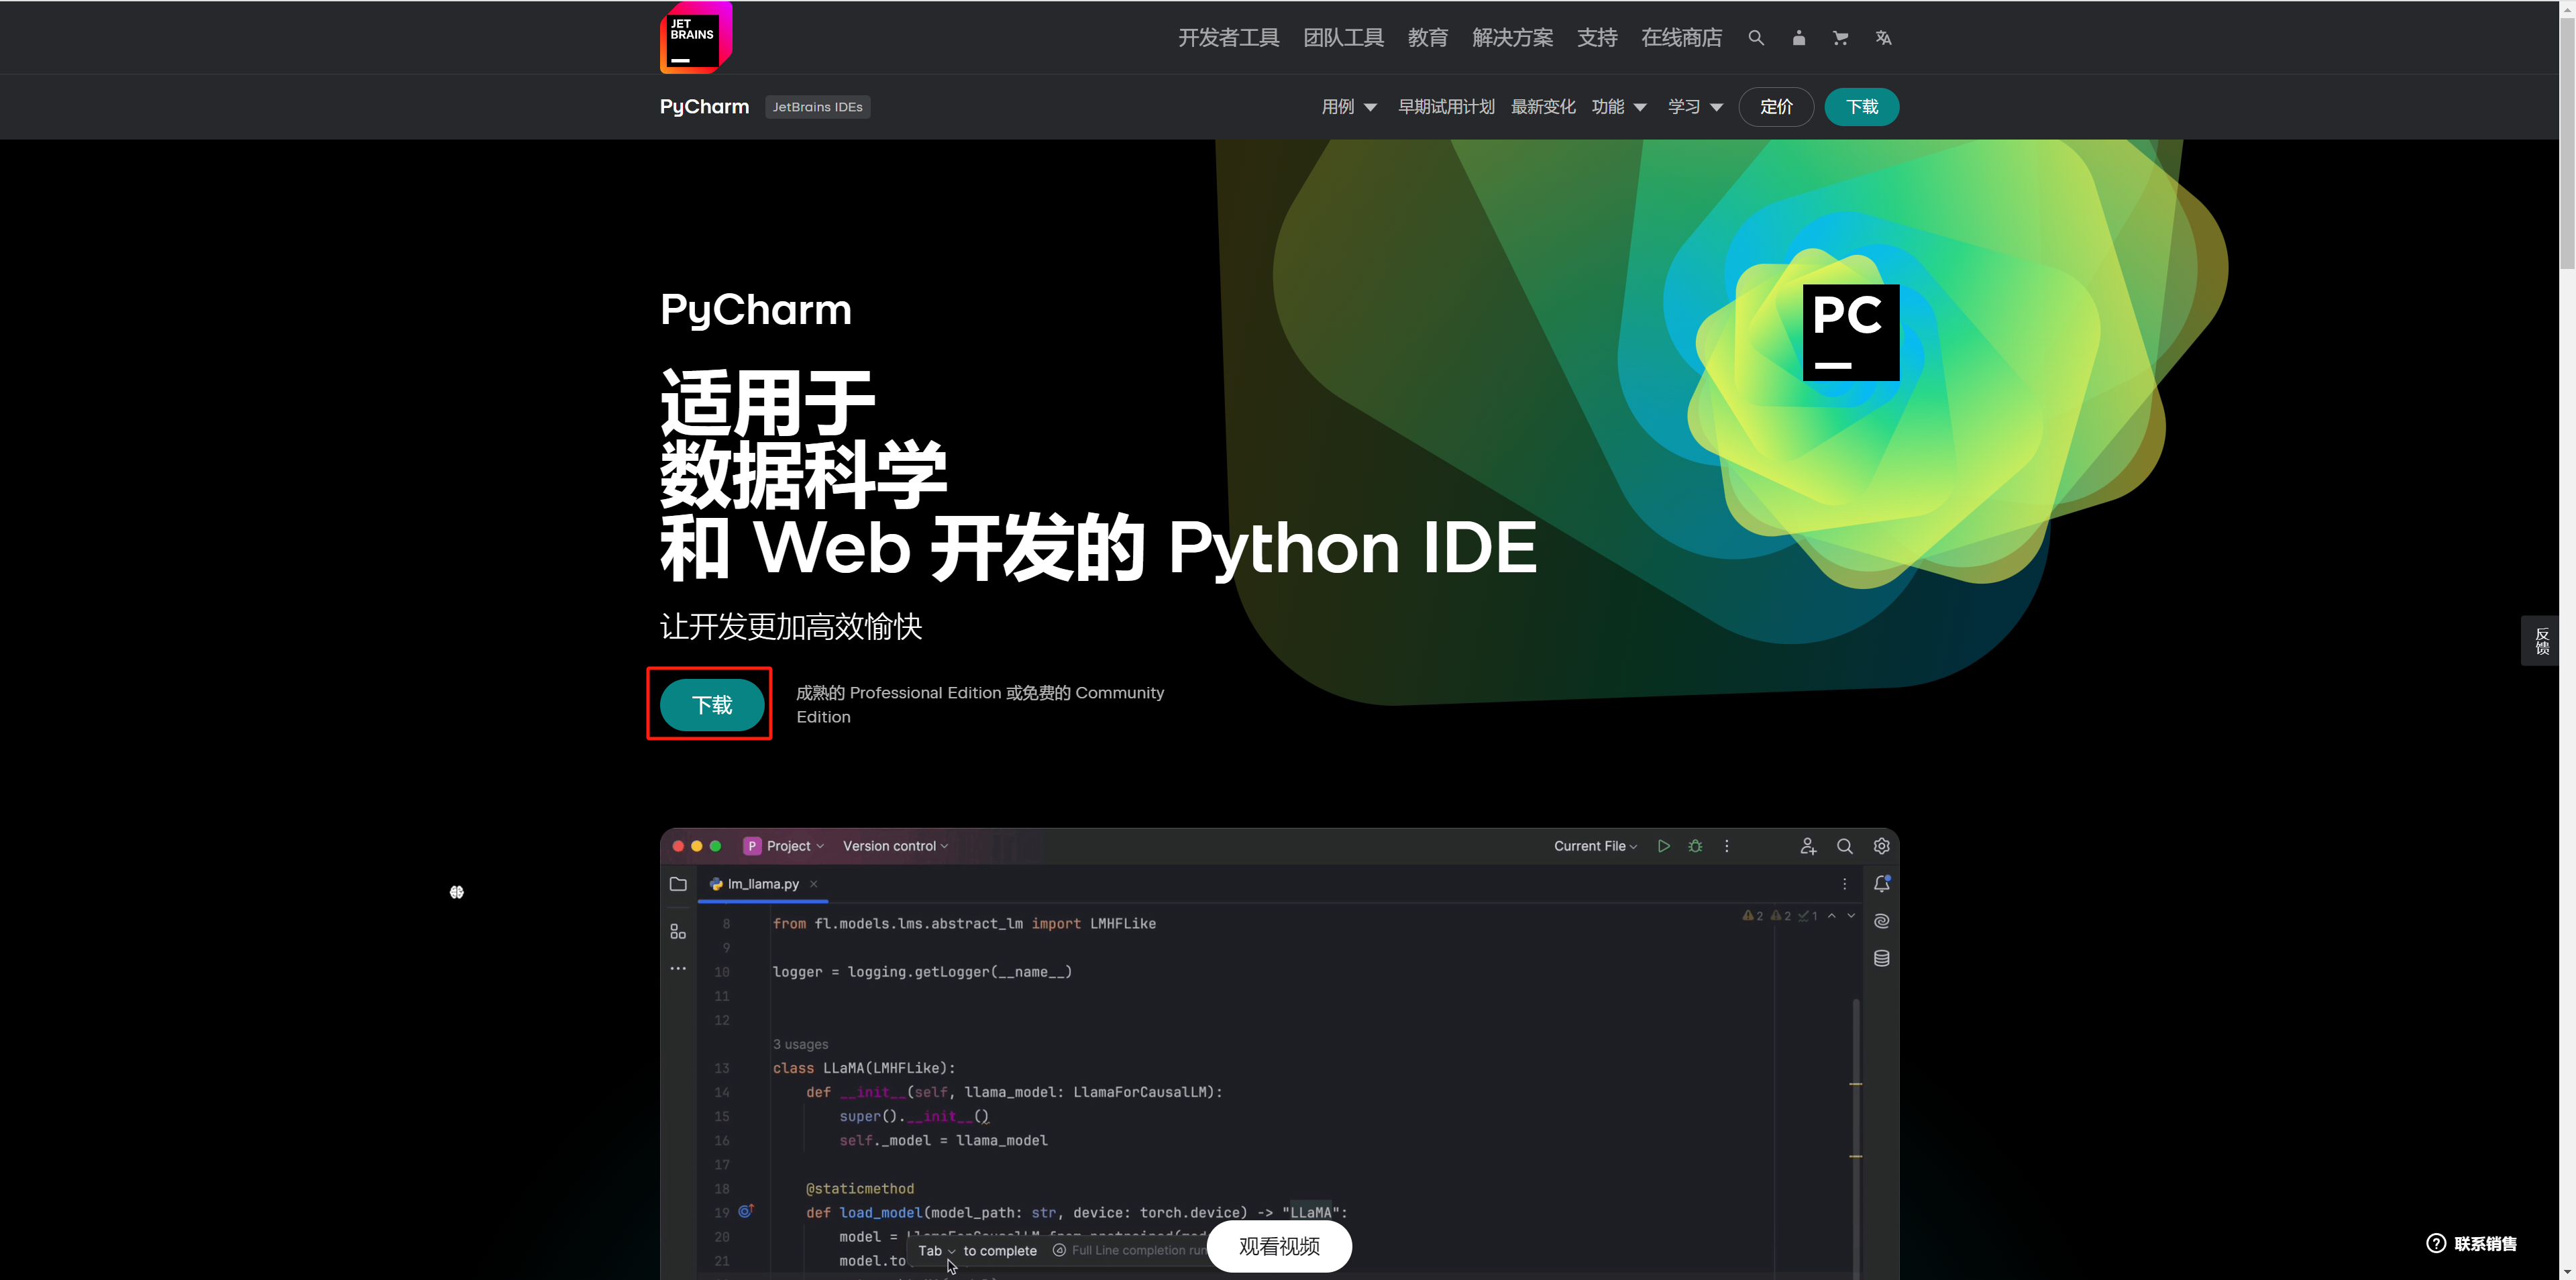 JET
BRAINS
开发者工具 团队工具 教育 解决方案 支持 在线商店
PyCharm JetBrains IDEs 用例 早期试用计划 最新变化 功能 学习 定价 下载
PC
PyCharm
适用于
数据科学
和 Web 开发的 Python IDE
让开发更加高效愉快
下载
成熟的 Professional Edition 或免费的 Community
Edition
反馈
P Project Version control Current File
lm_llama.py
8 from fl.models.lms.abstract_lm import LMHFLike
2 2 1
9
10 logger = logging.getLogger(__name__)
11
12
3 usages
13 class LLaMA(LMHFLike):
14 def __init__(self, llama_model: LlamaForCausalLM):
15 super().__init__()
16 self._model = llama_model
17
18 @staticmethod
19 def load_model(model_path: str, device: torch.device) -> "LLaMA":
20 model =
Tab to complete Full Line completion run
21 model.to
观看视频
联系销售